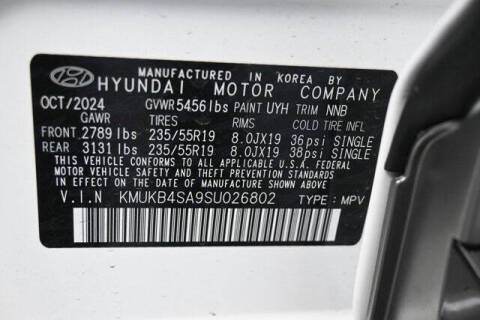 MANUFACTURED IN KOREA BY
HYUNDAI MOTOR COMPANY
OCT/2024 GVWR 5456 lbs PAINT UYH TRIM NNB
GAWR TIRES RIMS COLD TIRE INFL
FRONT 2789 lbs 235/55R19 8.0JX19 36psi SINGLE
REAR 3131 lbs 235/55R19 8.0JX19 38psi SINGLE
THIS VEHICLE CONFORMS TO ALL APPLICABLE U.S.A. FEDERAL
MOTOR VEHICLE SAFETY AND THEFT PREVENTION STANDARDS
IN EFFECT ON THE DATE OF MANUFACTURE SHOWN ABOVE.
V.I.N KMUKB4SA9SU026802 TYPE : MPV